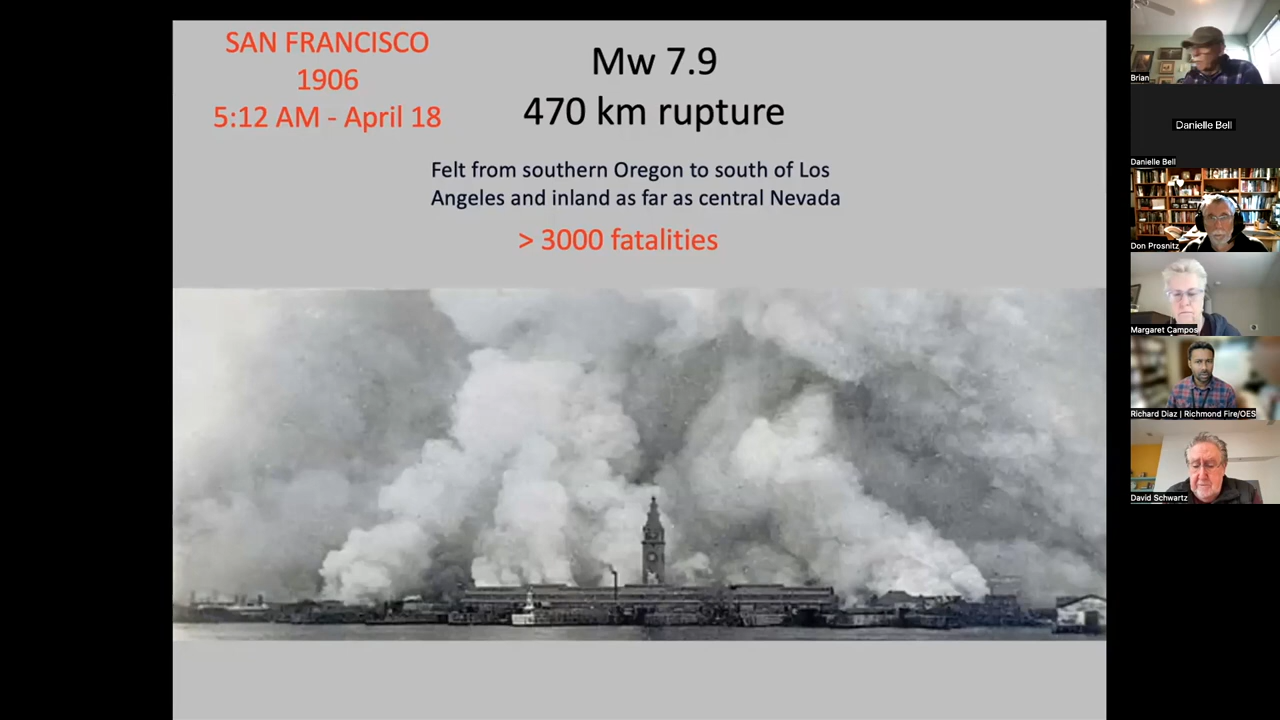 SAN FRANCISCO
1906
5:12 AM - April 18
Mw 7.9
470 km rupture
Felt from southern Oregon to south of Los
Angeles and inland as far as central Nevada
> 3000 fatalities
Brian
Danielle Bell
Danielle Bell
Don Prosnitz
Margaret Campos
Richard Diaz | Richmond Fire/OES
David Schwartz